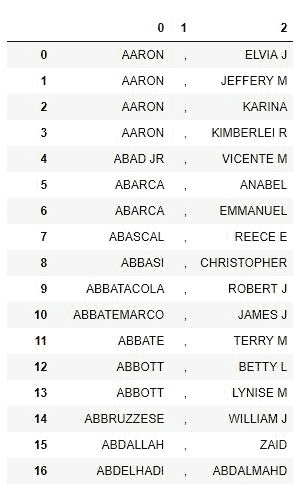 0 1 2
0 AARON , ELVIA J
1 AARON , JEFFERY M
2 AARON , KARINA
3 AARON , KIMBERLEI R
4 ABAD JR , VICENTE M
5 ABARCA , ANABEL
6 ABARCA , EMMANUEL
7 ABASCAL , REECE E
8 ABBASI , CHRISTOPHER
9 ABBATACOLA , ROBERT J
10 ABBATEMARCO , JAMES J
11 ABBATE , TERRY M
12 ABBOTT , BETTY L
13 ABBOTT , LYNISE M
14 ABBRUZZESE , WILLIAM J
15 ABDALLAH , ZAID
16 ABDELHADI , ABDALMAHD